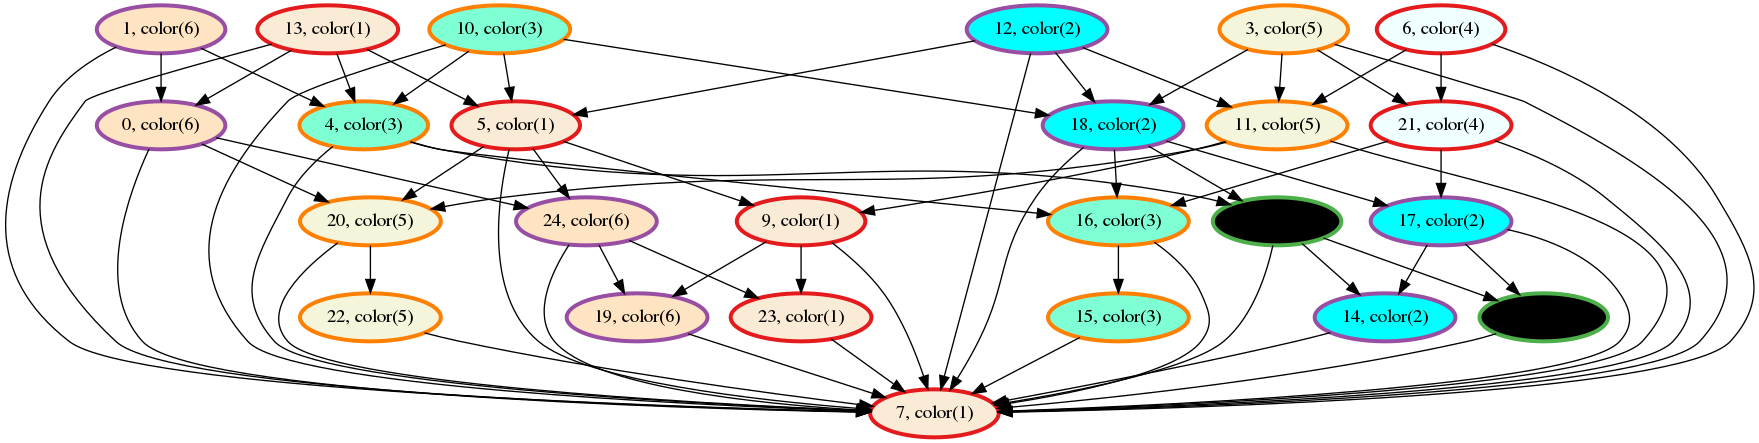 1, color(6)
13, color(1)
10, color(3)
12, color(2)
3, color(5)
6, color(4)
0, color(6)
4, color(3)
5, color(1)
18, color(2)
11, color(5)
21, color(4)
20, color(5)
24, color(6)
9, color(1)
16, color(3)
17, color(2)
22, color(5)
19, color(6)
23, color(1)
15, color(3)
14, color(2)
7, color(1)